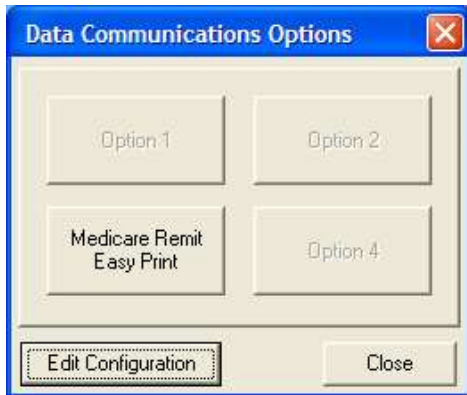 Data Communications Options
Option 1
Option 2
Medicare Remit
Easy Print
Option 4
Edit Configuration
Close